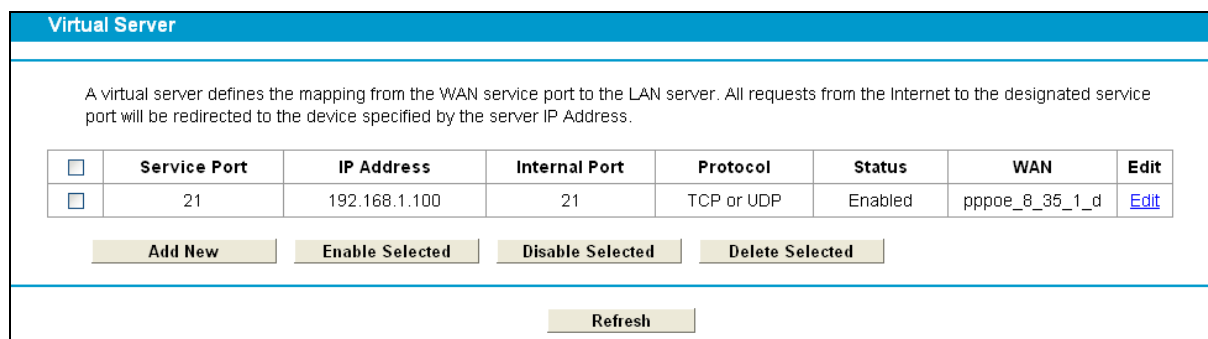 Virtual Server
A virtual server defines the mapping from the WAN service port to the LAN server. All requests from the Internet to the designated service
port will be redirected to the device specified by the server IP Address.
Service Port IP Address Internal Port Protocol Status WAN Edit
21 192.168.1.100 21 TCP or UDP Enabled pppoe_8_35_1_d Edit
Add New Enable Selected Disable Selected Delete Selected
Refresh